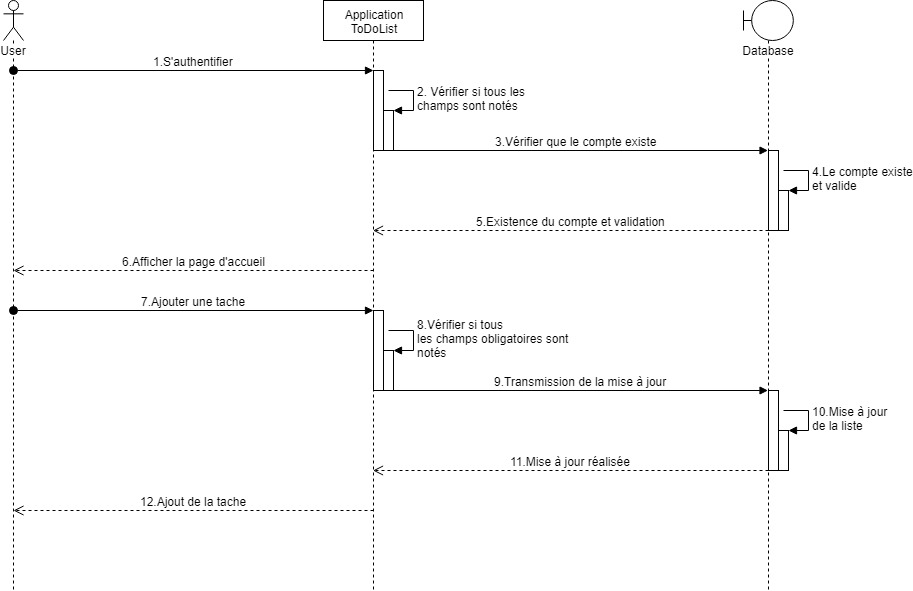 Application
ToDoList
User
Database
1.S'authentifier
2. Vérifier si tous les
champs sont notés
3.Vérifier que le compte existe
4.Le compte existe
et valide
5.Existence du compte et validation
6.Afficher la page d'accueil
7.Ajouter une tache
8.Vérifier si tous
les champs obligatoires sont
notés
9.Transmission de la mise à jour
10.Mise à jour
de la liste
11.Mise à jour réalisée
12.Ajout de la tache